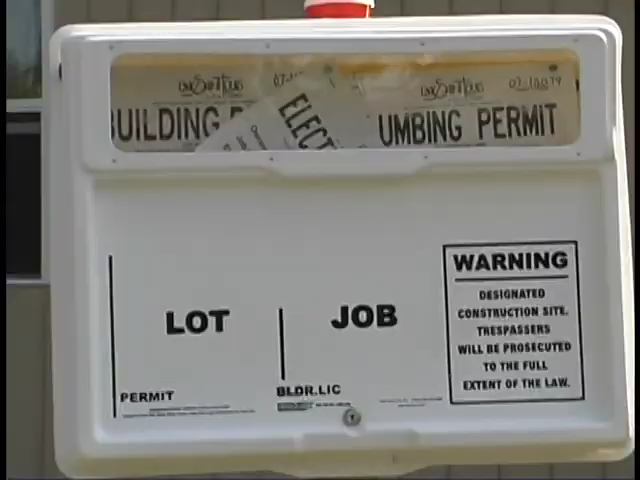 UILDING
ELECT
UMBING PERMIT
LOT
JOB
PERMIT
BLDR.LIC
WARNING
DESIGNATED
CONSTRUCTION SITE.
TRESPASSERS
WILL BE PROSECUTED
TO THE FULL
EXTENT OF THE LAW.